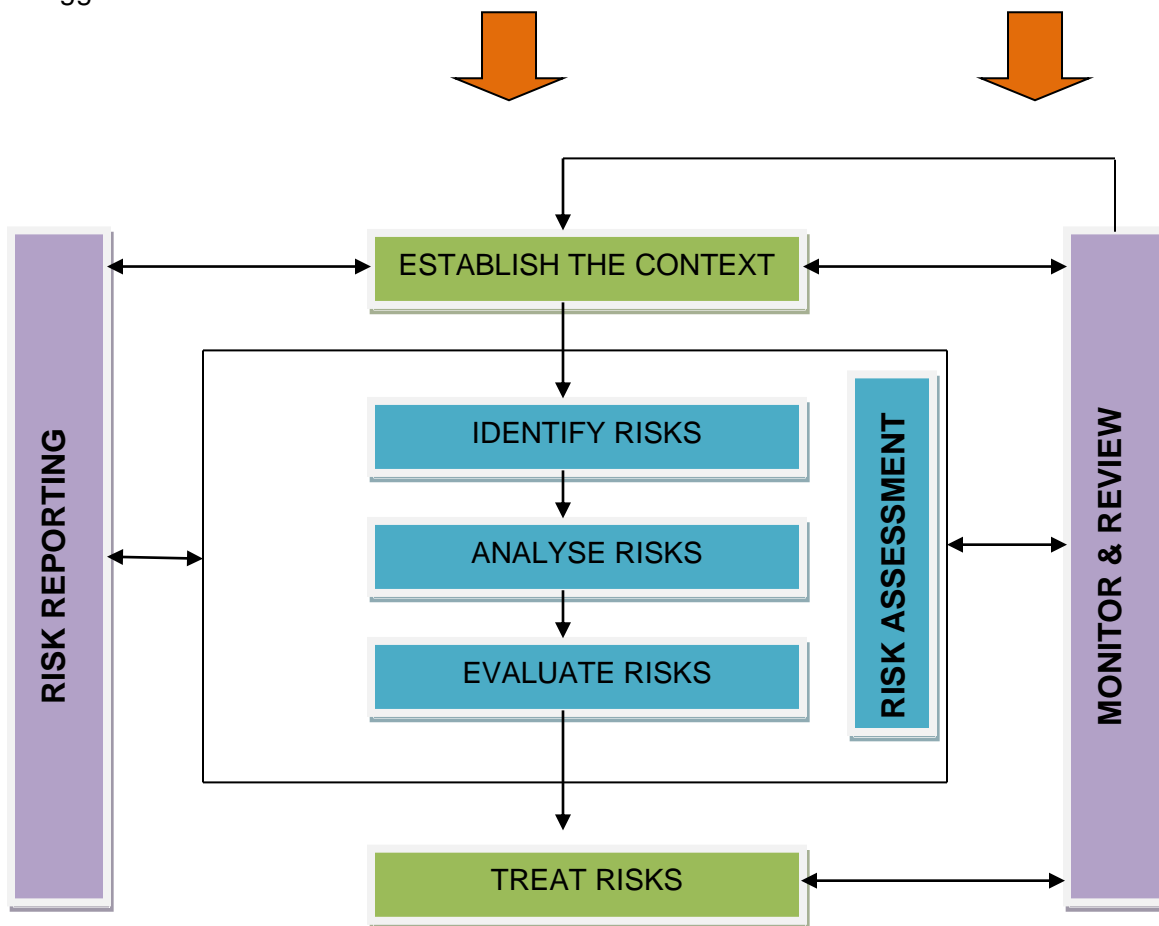 ESTABLISH THE CONTEXT
IDENTIFY RISKS
ANALYSE RISKS
EVALUATE RISKS
TREAT RISKS
RISK REPORTING
RISK ASSESSMENT
MONITOR & REVIEW